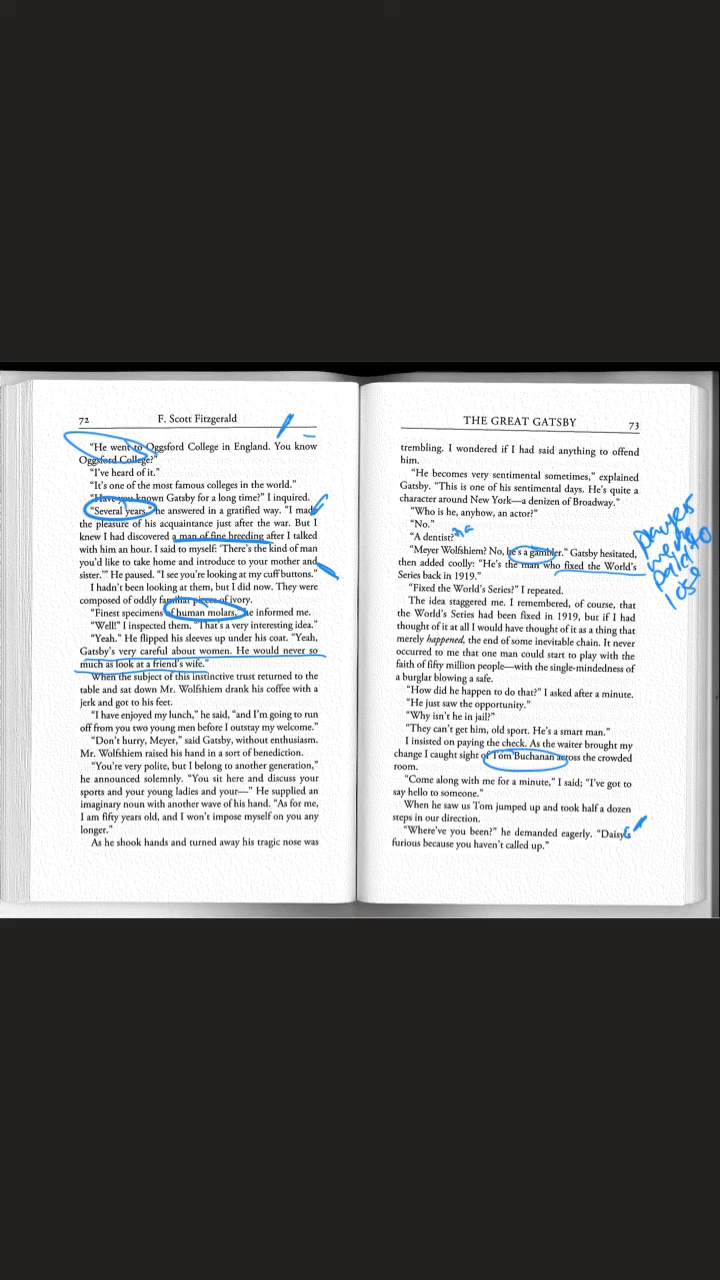 72
F. Scott Fitzgerald
"He went to Oggsford College in England. You know
Oggsford College?"
"I've heard of it."
"It's one of the most famous colleges in the world."
"Have you known Gatsby for a long time?" I inquired.
"Several years," he answered in a gratified way. "I made
the pleasure of his acquaintance just after the war. But I
knew I had discovered a man of fine breeding after I talked
with him an hour. I said to myself: 'There's the kind of man
you'd like to take home and introduce to your mother and
sister.'" He paused. "I see you're looking at my cuff buttons."
I hadn't been looking at them, but I did now. They were
composed of oddly familiar pieces of ivory.
"Finest specimens of human molars," he informed me.
"Well!" I inspected them. "That's a very interesting idea."
"Yeah." He flipped his sleeves up under his coat. "Yeah,
Gatsby's very careful about women. He would never so
much as look at a friend's wife."
When the subject of this instinctive trust returned to the
table and sat down Mr. Wolfshiem drank his coffee with a
jerk and got to his feet.
"I have enjoyed my lunch," he said, "and I'm going to run
off from you two young men before I outstay my welcome."
"Don't hurry, Meyer," said Gatsby, without enthusiasm.
Mr. Wolfshiem raised his hand in a sort of benediction.
"You're very polite, but I belong to another generation,"
he announced solemnly. "You sit here and discuss your
sports and your young ladies and your—" He supplied an
imaginary noun with another wave of his hand. "As for me,
I am fifty years old, and I won't impose myself on you any
longer."
As he shook hands and turned away his tragic nose was
THE GREAT GATSBY
73
trembling. I wondered if I had said anything to offend
him.
"He becomes very sentimental sometimes," explained
Gatsby. "This is one of his sentimental days. He's quite a
character around New York—a denizen of Broadway."
"Who is he, anyhow, an actor?"
"No."
"A dentist?"
"Meyer Wolfshiem? No, he's a gambler." Gatsby hesitated,
then added coolly: "He's the man who fixed the World's
Series back in 1919."
"Fixed the World's Series?" I repeated.
The idea staggered me. I remembered, of course, that
the World's Series had been fixed in 1919, but if I had
thought of it at all I would have thought of it as a thing that
merely happened, the end of some inevitable chain. It never
occurred to me that one man could start to play with the
faith of fifty million people—with the single-mindedness of
a burglar blowing a safe.
"How did he happen to do that?" I asked after a minute.
"He just saw the opportunity."
"Why isn't he in jail?"
"They can't get him, old sport. He's a smart man."
I insisted on paying the check. As the waiter brought my
change I caught sight of Tom Buchanan across the crowded
room.
"Come along with me for a minute," I said; "I've got to
say hello to someone."
When he saw us Tom jumped up and took half a dozen
steps in our direction.
"Where've you been?" he demanded eagerly. "Daisy's
furious because you haven't called up."
paid to
lose